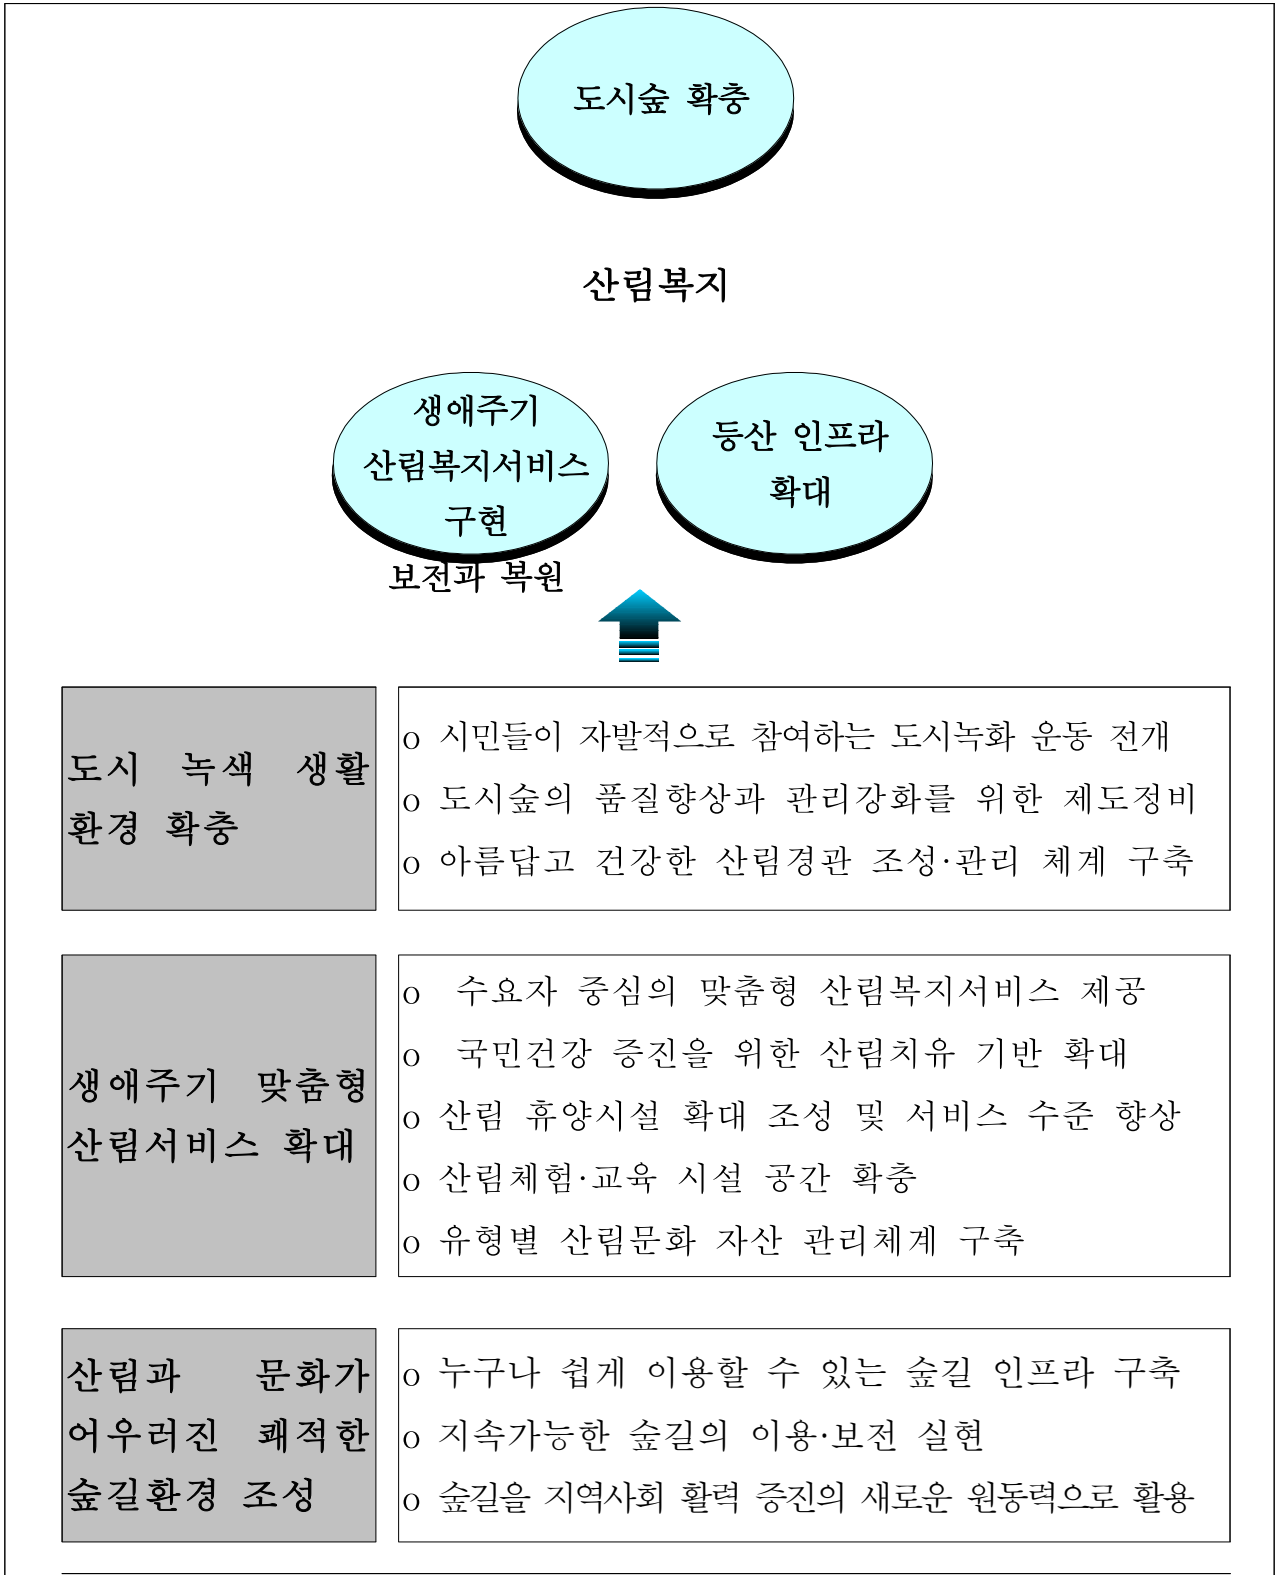 도시숲 확충
산림복지
생애주기
산림복지서비스
구현
보전과 복원
등산 인프라
확대
도시 녹색 생활
환경 확충
o 시민들이 자발적으로 참여하는 도시녹화 운동 전개
o 도시숲의 품질향상과 관리강화를 위한 제도정비
o 아름답고 건강한 산림경관 조성·관리 체계 구축
생애주기 맞춤형
산림서비스 확대
o 수요자 중심의 맞춤형 산림복지서비스 제공
o 국민건강 증진을 위한 산림치유 기반 확대
o 산림 휴양시설 확대 조성 및 서비스 수준 향상
o 산림체험·교육 시설 공간 확충
o 유형별 산림문화 자산 관리체계 구축
산림과 문화가
어우러진 쾌적한
숲길환경 조성
o 누구나 쉽게 이용할 수 있는 숲길 인프라 구축
o 지속가능한 숲길의 이용·보전 실현
o 숲길을 지역사회 활력 증진의 새로운 원동력으로 활용